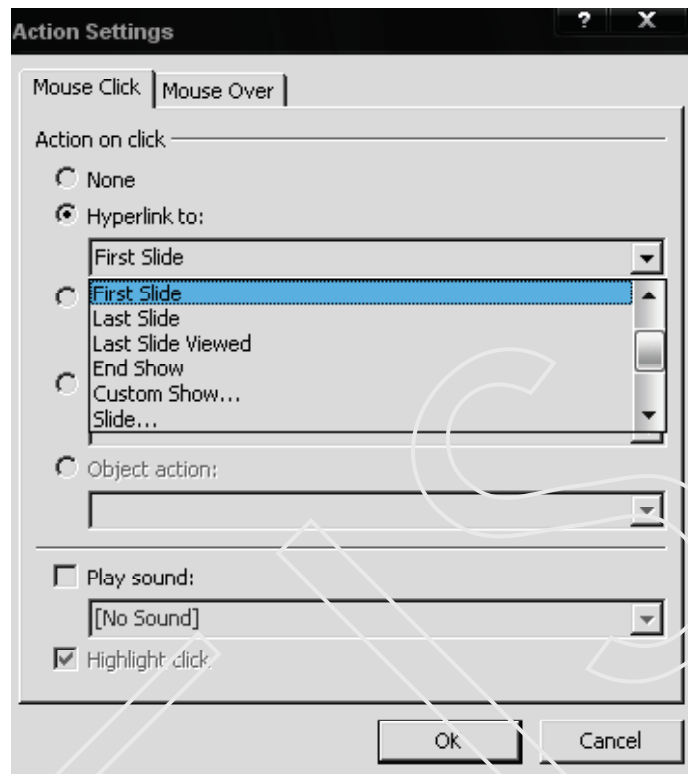 Action Settings
? X
Mouse Click Mouse Over
Action on click
None
Hyperlink to:
First Slide
First Slide
Last Slide
Last Slide Viewed
End Show
Custom Show...
Slide...
Object action:
Play sound:
[No Sound]
Highlight click
OK Cancel